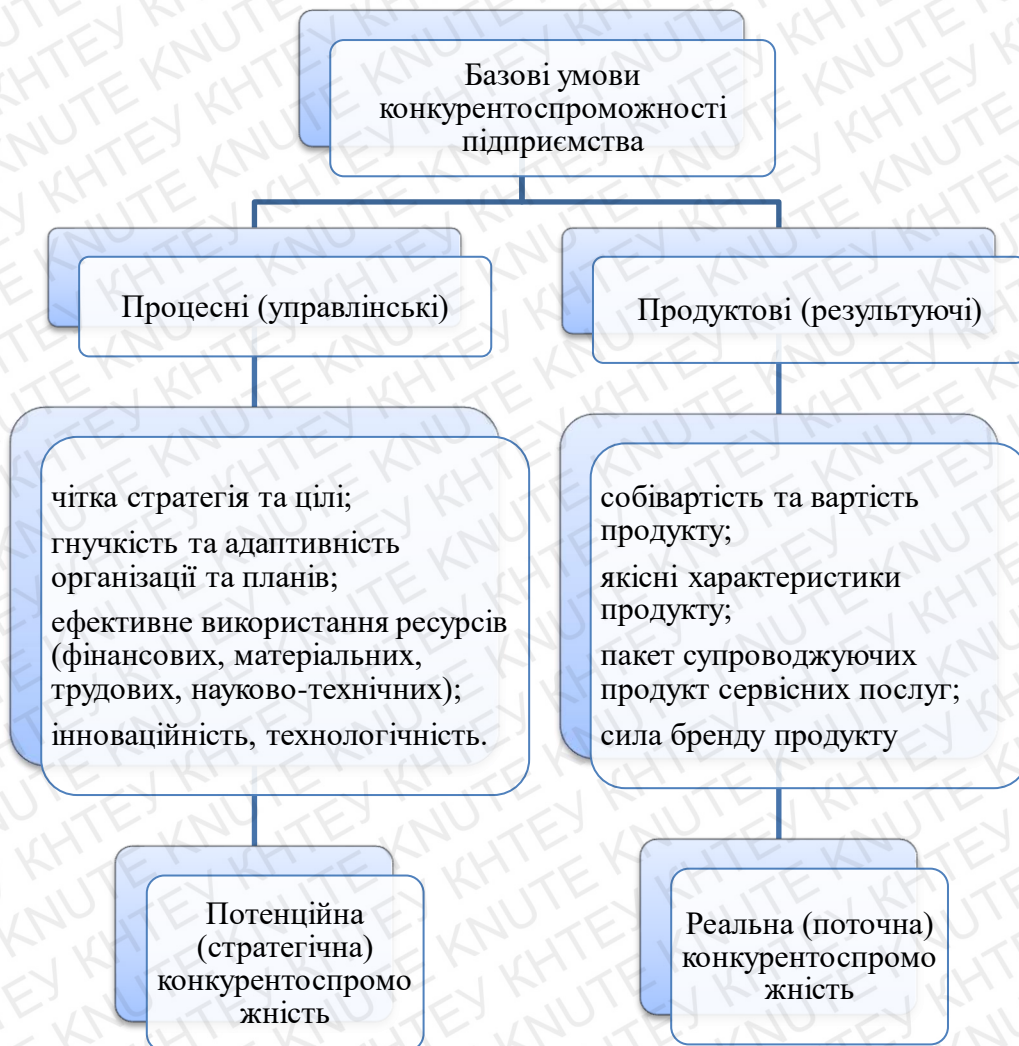 Базові умови
конкурентоспроможності
підприємства
Процесні (управлінські)
Продуктові (результуючі)
чітка стратегія та цілі;
гнучкість та адаптивність
організації та планів;
ефективне використання ресурсів
(фінансових, матеріальних,
трудових, науково-технічних);
інноваційність, технологічність.
собівартість та вартість
продукту;
якісні характеристики
продукту;
пакет супроводжуючих
продукт сервісних послуг;
сила бренду продукту
Потенційна
(стратегічна)
конкурентоспромо
жність
Реальна (поточна)
конкурентоспромо
жність